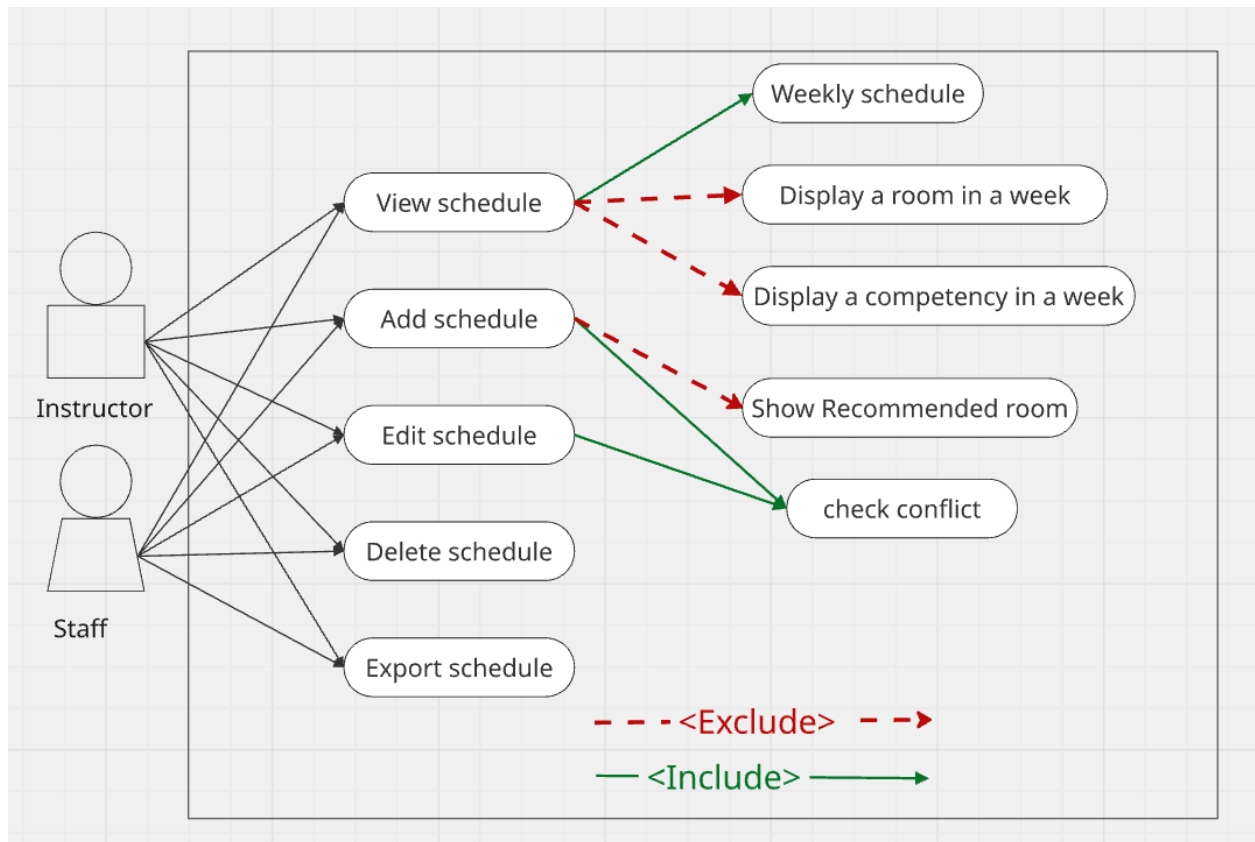 Weekly schedule
View schedule
Display a room in a week
Display a competency in a week
Add schedule
Show Recommended room
Instructor
Edit schedule
check conflict
Delete schedule
Staff
Export schedule
<Exclude>
<Include>